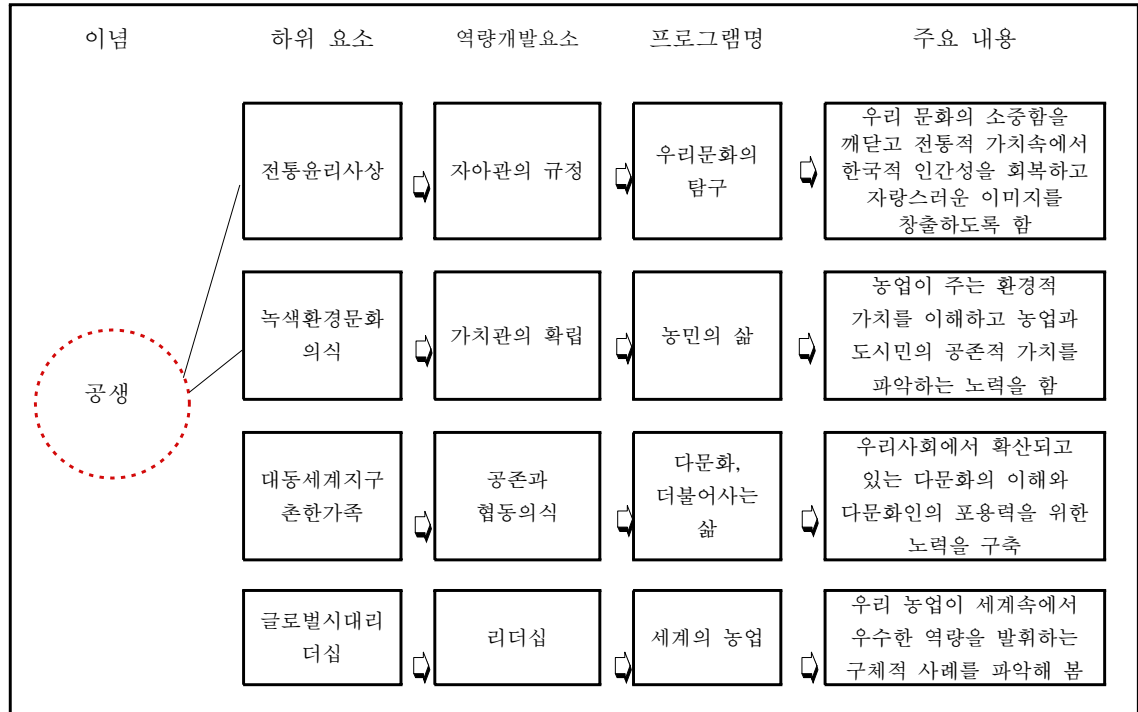 이념
하위 요소
역량개발요소
프로그램명
주요 내용
공생
전통윤리사상
자아관의 규정
우리문화의
탐구
우리 문화의 소중함을
깨닫고 전통적 가치속에서
한국적 인간성을 회복하고
자랑스러운 이미지를
창출하도록 함
녹색환경문화
의식
가치관의 확립
농민의 삶
농업이 주는 환경적
가치를 이해하고 농업과
도시민의 공존적 가치를
파악하는 노력을 함
대동세계지구
촌한가족
공존과
협동의식
다문화,
더불어사는
삶
우리사회에서 확산되고
있는 다문화의 이해와
다문화인의 포용력을 위한
노력을 구축
글로벌시대리
더십
리더십
세계의 농업
우리 농업이 세계속에서
우수한 역량을 발휘하는
구체적 사례를 파악해 봄